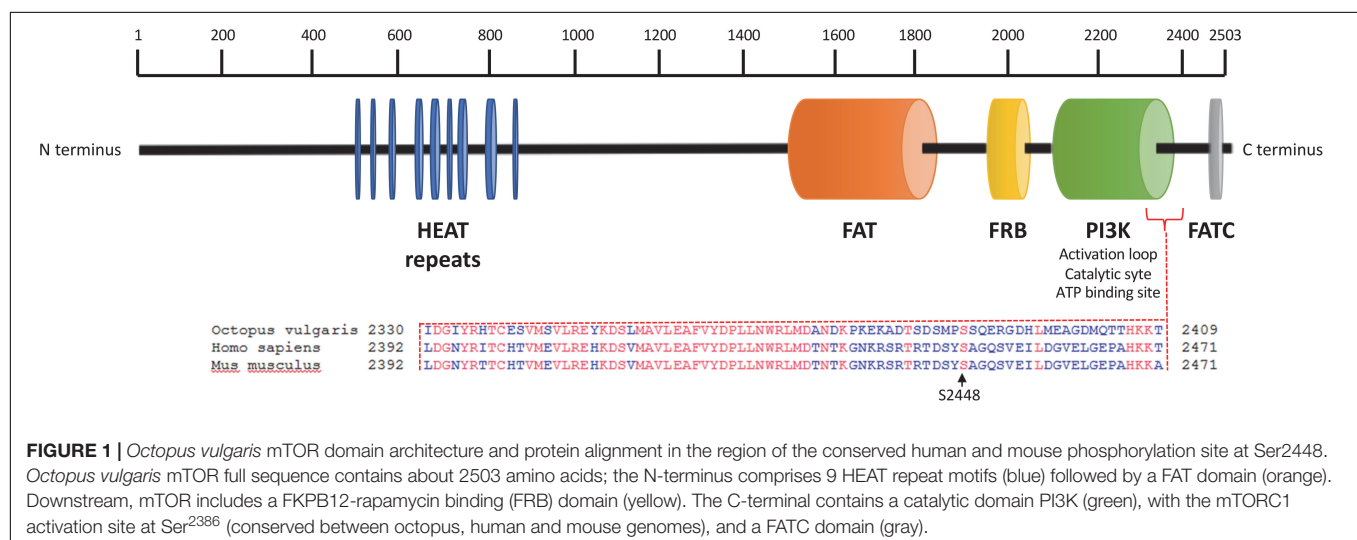 1 200 400 600 800 1000 1200 1400 1600 1800 2000 2200 2400 2503
N terminus
C terminus
HEAT
repeats
FAT
FRB
PI3K
FATC
Activation loop
Catalytic syte
ATP binding site
Octopus vulgaris 2330 IDGIYRHTCESVMSVLREYKDSLMAVLEAFVYDPLLNWRLMDANDKPKEKADTSDSMPSSQERGDHLMEAGDMQTTHKKT 2409
Homo sapiens 2392 LDGNYRITCHTVMEVLREHKDSVMAVLEAFVYDPLLNWRLMDTNTKGNKRSRTRTDSYSAGQSVEILDGVELGEPAHKKT 2471
Mus musculus 2392 LDGNYRTTCHTVMEVLREHKDSVMAVLEAFVYDPLLNWRLMDTNTKGNKRSRTRTDSYSAGQSVEILDGVELGEPAHKKA 2471
S2448
FIGURE 1 | Octopus vulgaris mTOR domain architecture and protein alignment in the region of the conserved human and mouse phosphorylation site at Ser2448.
Octopus vulgaris mTOR full sequence contains about 2503 amino acids; the N-terminus comprises 9 HEAT repeat motifs (blue) followed by a FAT domain (orange).
Downstream, mTOR includes a FKPB12-rapamycin binding (FRB) domain (yellow). The C-terminal contains a catalytic domain PI3K (green), with the mTORC1
activation site at Ser2386 (conserved between octopus, human and mouse genomes), and a FATC domain (gray).